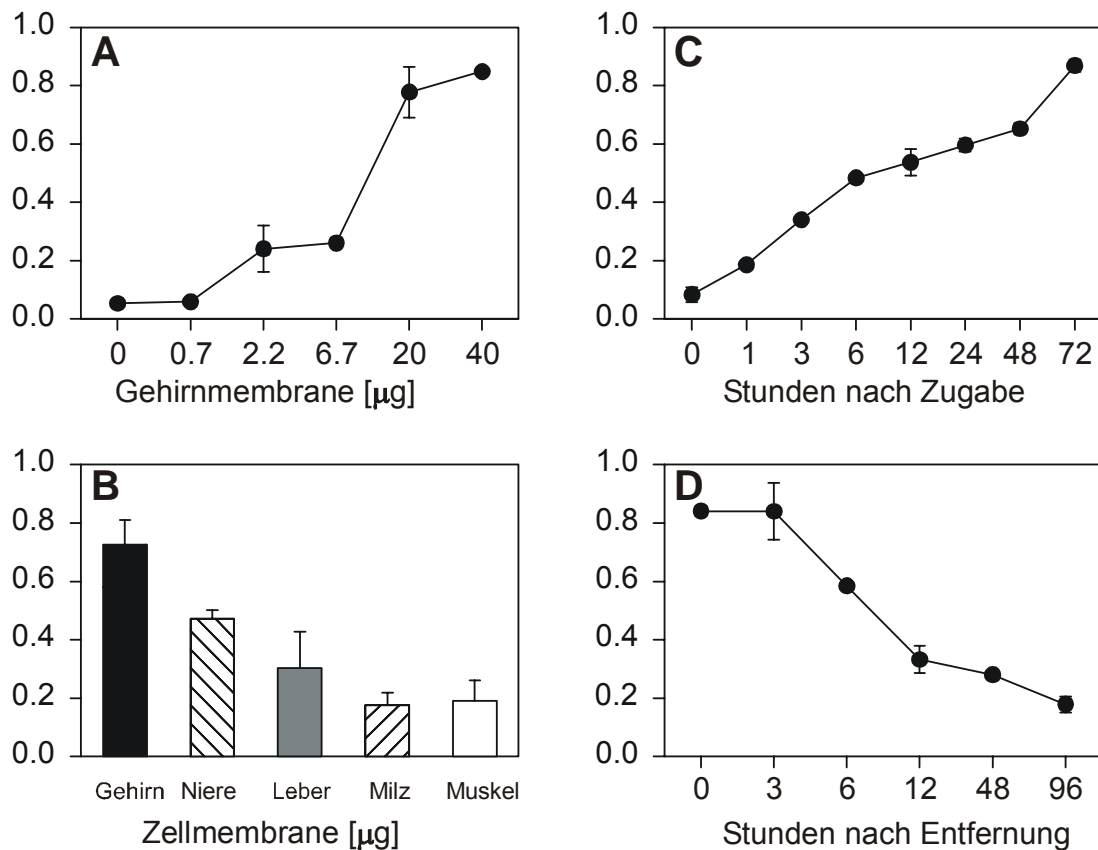 A
1.0
0.8
0.6
0.4
0.2
0.0
0 0.7 2.2 6.7 20 40
Gehirnmembrane [µg]
C
1.0
0.8
0.6
0.4
0.2
0.0
0 1 3 6 12 24 48 72
Stunden nach Zugabe
B
1.0
0.8
0.6
0.4
0.2
0.0
Gehirn Niere Leber Milz Muskel
Zellmembrane [µg]
D
1.0
0.8
0.6
0.4
0.2
0.0
0 3 6 12 48 96
Stunden nach Entfernung